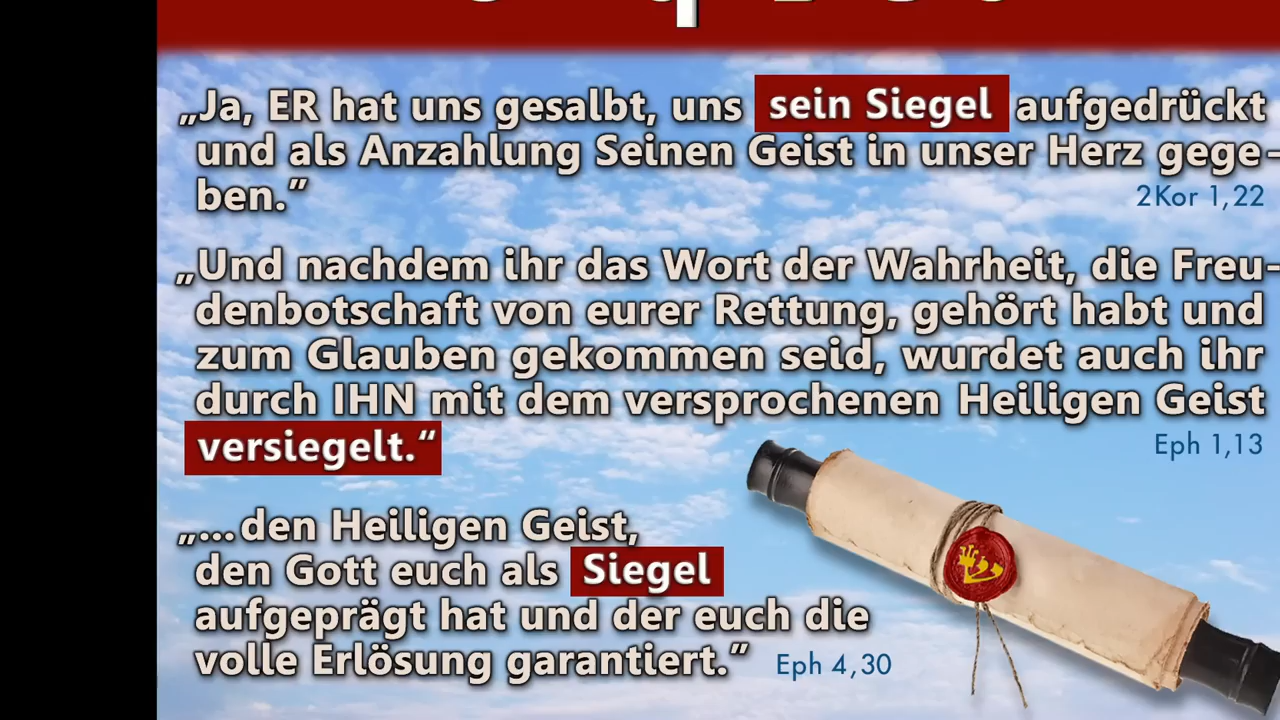 „Ja, ER hat uns gesalbt, uns sein Siegel aufgedrückt
und als Anzahlung Seinen Geist in unser Herz gege-
ben.”
2Kor 1,22
„Und nachdem ihr das Wort der Wahrheit, die Freu-
denbotschaft von eurer Rettung, gehört habt und
zum Glauben gekommen seid, wurdet auch ihr
durch IHN mit dem versprochenen Heiligen Geist
versiegelt.“
Eph 1,13
„...den Heiligen Geist,
den Gott euch als Siegel
aufgeprägt hat und der euch die
volle Erlösung garantiert.”
Eph 4,30